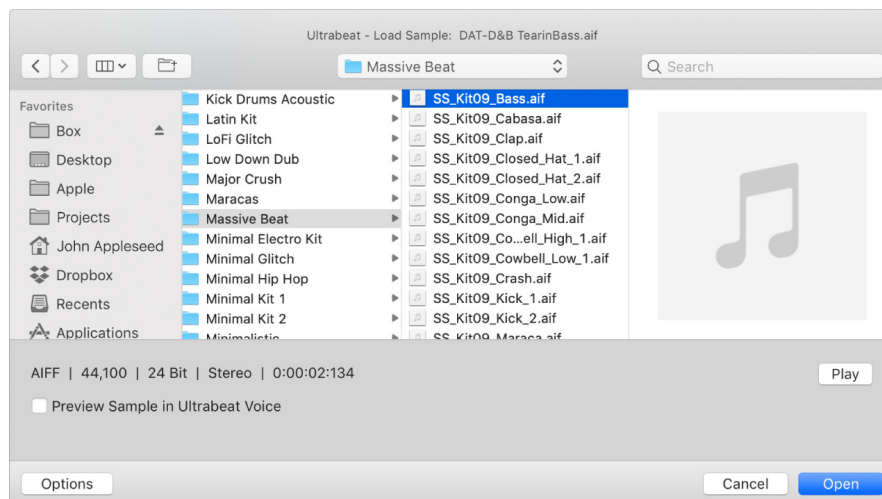 Ultrabeat - Load Sample: DAT-D&B TearinBass.aif
Massive Beat
Search
Favorites
Box
Desktop
Apple
Projects
John Appleseed
Dropbox
Recents
Applications
Kick Drums Acoustic
Latin Kit
LoFi Glitch
Low Down Dub
Major Crush
Maracas
Massive Beat
Minimal Electro Kit
Minimal Glitch
Minimal Hip Hop
Minimal Kit 1
Minimal Kit 2
Minimalistic
SS_Kit09_Bass.aif
SS_Kit09_Cabasa.aif
SS_Kit09_Clap.aif
SS_Kit09_Closed_Hat_1.aif
SS_Kit09_Closed_Hat_2.aif
SS_Kit09_Conga_Low.aif
SS_Kit09_Conga_Mid.aif
SS_Kit09_Co...ell_High_1.aif
SS_Kit09_Cowbell_Low_1.aif
SS_Kit09_Crash.aif
SS_Kit09_Kick_1.aif
SS_Kit09_Kick_2.aif
SS_Kit09_Maraca.aif
AIFF | 44,100 | 24 Bit | Stereo | 0:00:02:134
Play
Preview Sample in Ultrabeat Voice
Options
Cancel
Open